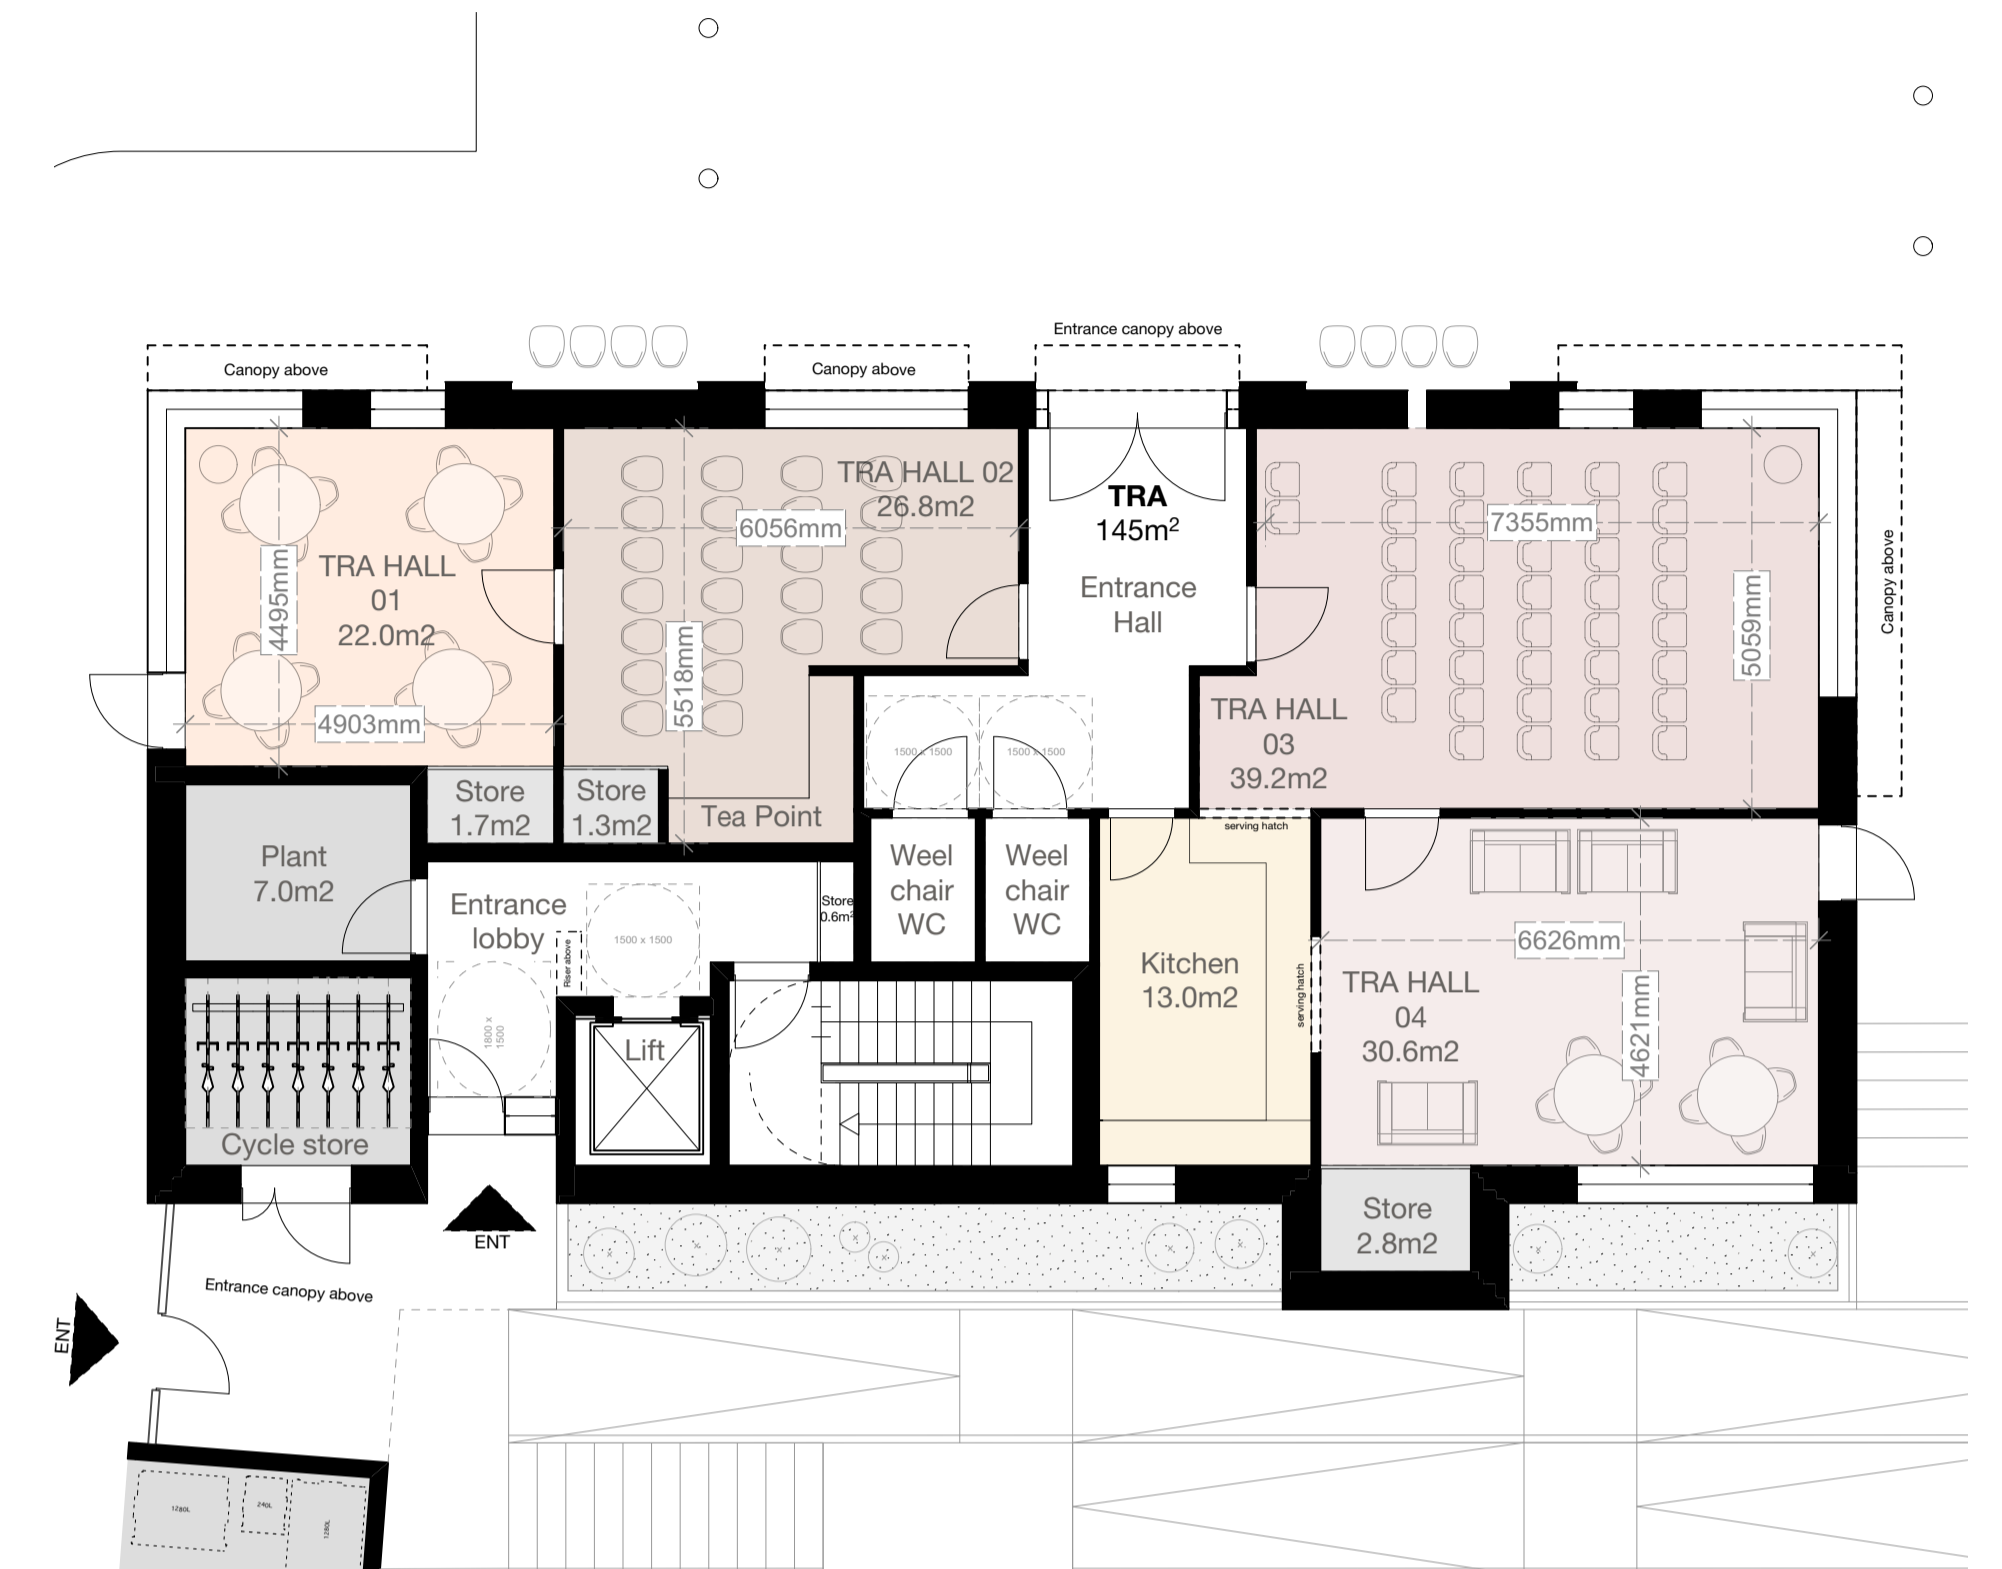 Entrance canopy above
Canopy above
Canopy above
TRA HALL 02
26.8m2
6056mm
TRA
145m²
7355mm
TRA HALL
01
22.0m2
4495mm
Entrance
Hall
Canopy above
5059mm
5518mm
4903mm
TRA HALL
03
39.2m2
1500 x 1500
1500 x 1500
Store
1.7m2
Store
1.3m2
Tea Point
serving hatch
Plant
7.0m2
Entrance
lobby
1500 x 1500
Riser above
Store
0.6m²
Weel
chair
WC
Weel
chair
WC
Kitchen
13.0m2
serving hatch
6626mm
TRA HALL
04
30.6m2
4621mm
1800 x
1500
Lift
Cycle store
Store
2.8m2
ENT
Entrance canopy above
ENT
1280L
240L
1280L